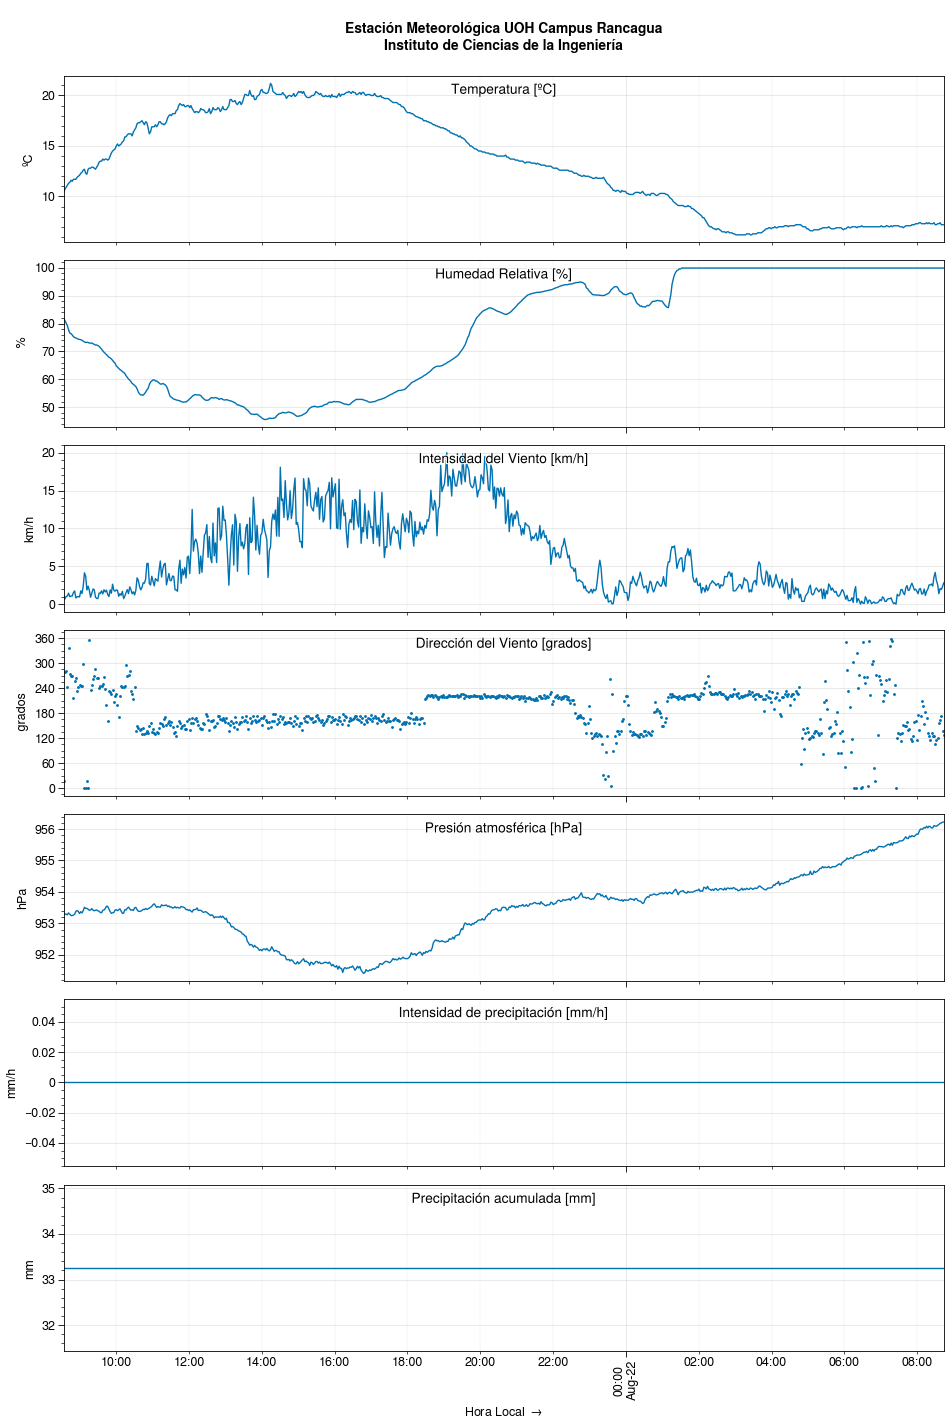 Estación Meteorológica UOH Campus Rancagua
Instituto de Ciencias de la Ingeniería
Temperatura [ºC]
20
15
10
ºC
Humedad Relativa [%]
100
90
80
70
60
50
%
Intensidad del Viento [km/h]
20
15
10
5
0
km/h
Dirección del Viento [grados]
360
300
240
180
120
60
0
grados
Presión atmosférica [hPa]
956
955
954
953
952
hPa
Intensidad de precipitación [mm/h]
0.04
0.02
0
−0.02
−0.04
mm/h
Precipitación acumulada [mm]
35
34
33
32
mm
10:00 12:00 14:00 16:00 18:00 20:00 22:00 00:00 02:00 04:00 06:00 08:00
Aug-22
Hora Local →